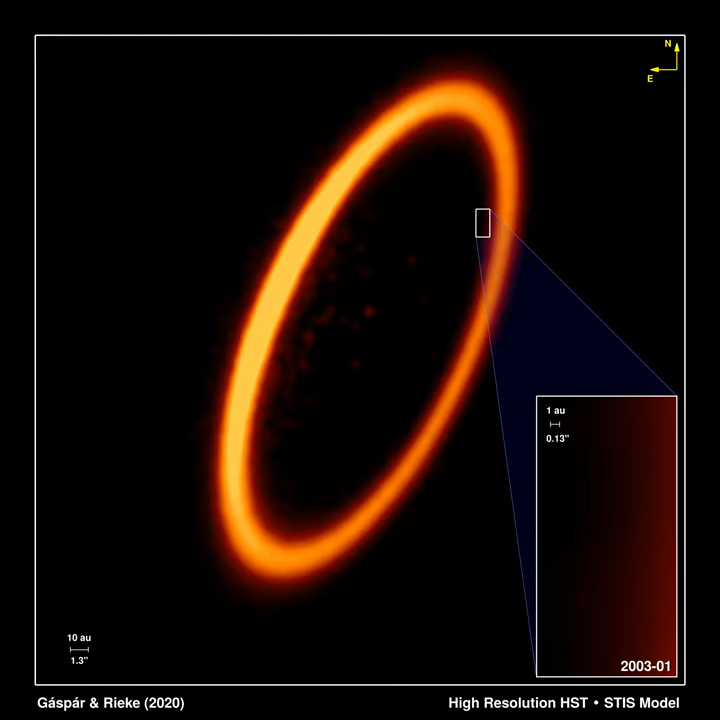 N
E
1 au
0.13"
2003-01
10 au
1.3"
Gáspár & Rieke (2020)
High Resolution HST • STIS Model